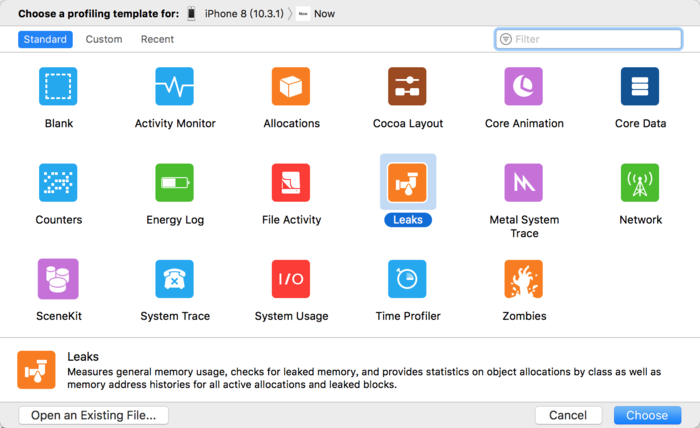 Choose a profiling template for: iPhone 8 (10.3.1) Now Now
Standard Custom Recent Filter
Blank Activity Monitor Allocations Cocoa Layout Core Animation Core Data
Counters Energy Log File Activity Leaks Metal System Trace Network
SceneKit System Trace I/O System Usage Time Profiler Zombies
Leaks
Measures general memory usage, checks for leaked memory, and provides statistics on object allocations by class as well as
memory address histories for all active allocations and leaked blocks.
Open an Existing File... Cancel Choose